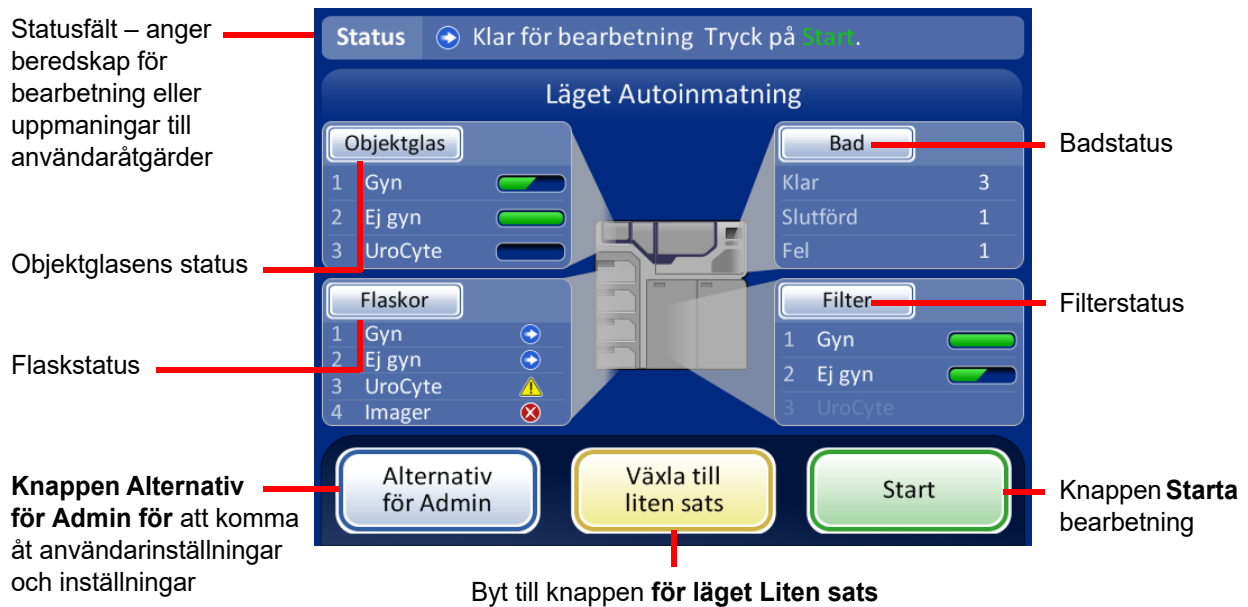 Statusfält – anger
beredskap för
bearbetning eller
uppmaningar till
användaråtgärder
Objektglasens status
Flaskstatus
Knappen Alternativ
för Admin för att komma
åt användarinställningar
och inställningar
Status Klar för bearbetning Tryck på Start.
Läget Autoinmatning
Objektglas
1 Gyn
2 Ej gyn
3 UroCyte
Flaskor
1 Gyn
2 Ej gyn
3 UroCyte
4 Imager
Bad
Klar 3
Slutförd 1
Fel 1
Filter
1 Gyn
2 Ej gyn
3 UroCyte
Alternativ
för Admin
Växla till
liten sats
Start
Badstatus
Filterstatus
Knappen Starta
bearbetning
Byt till knappen för läget Liten sats